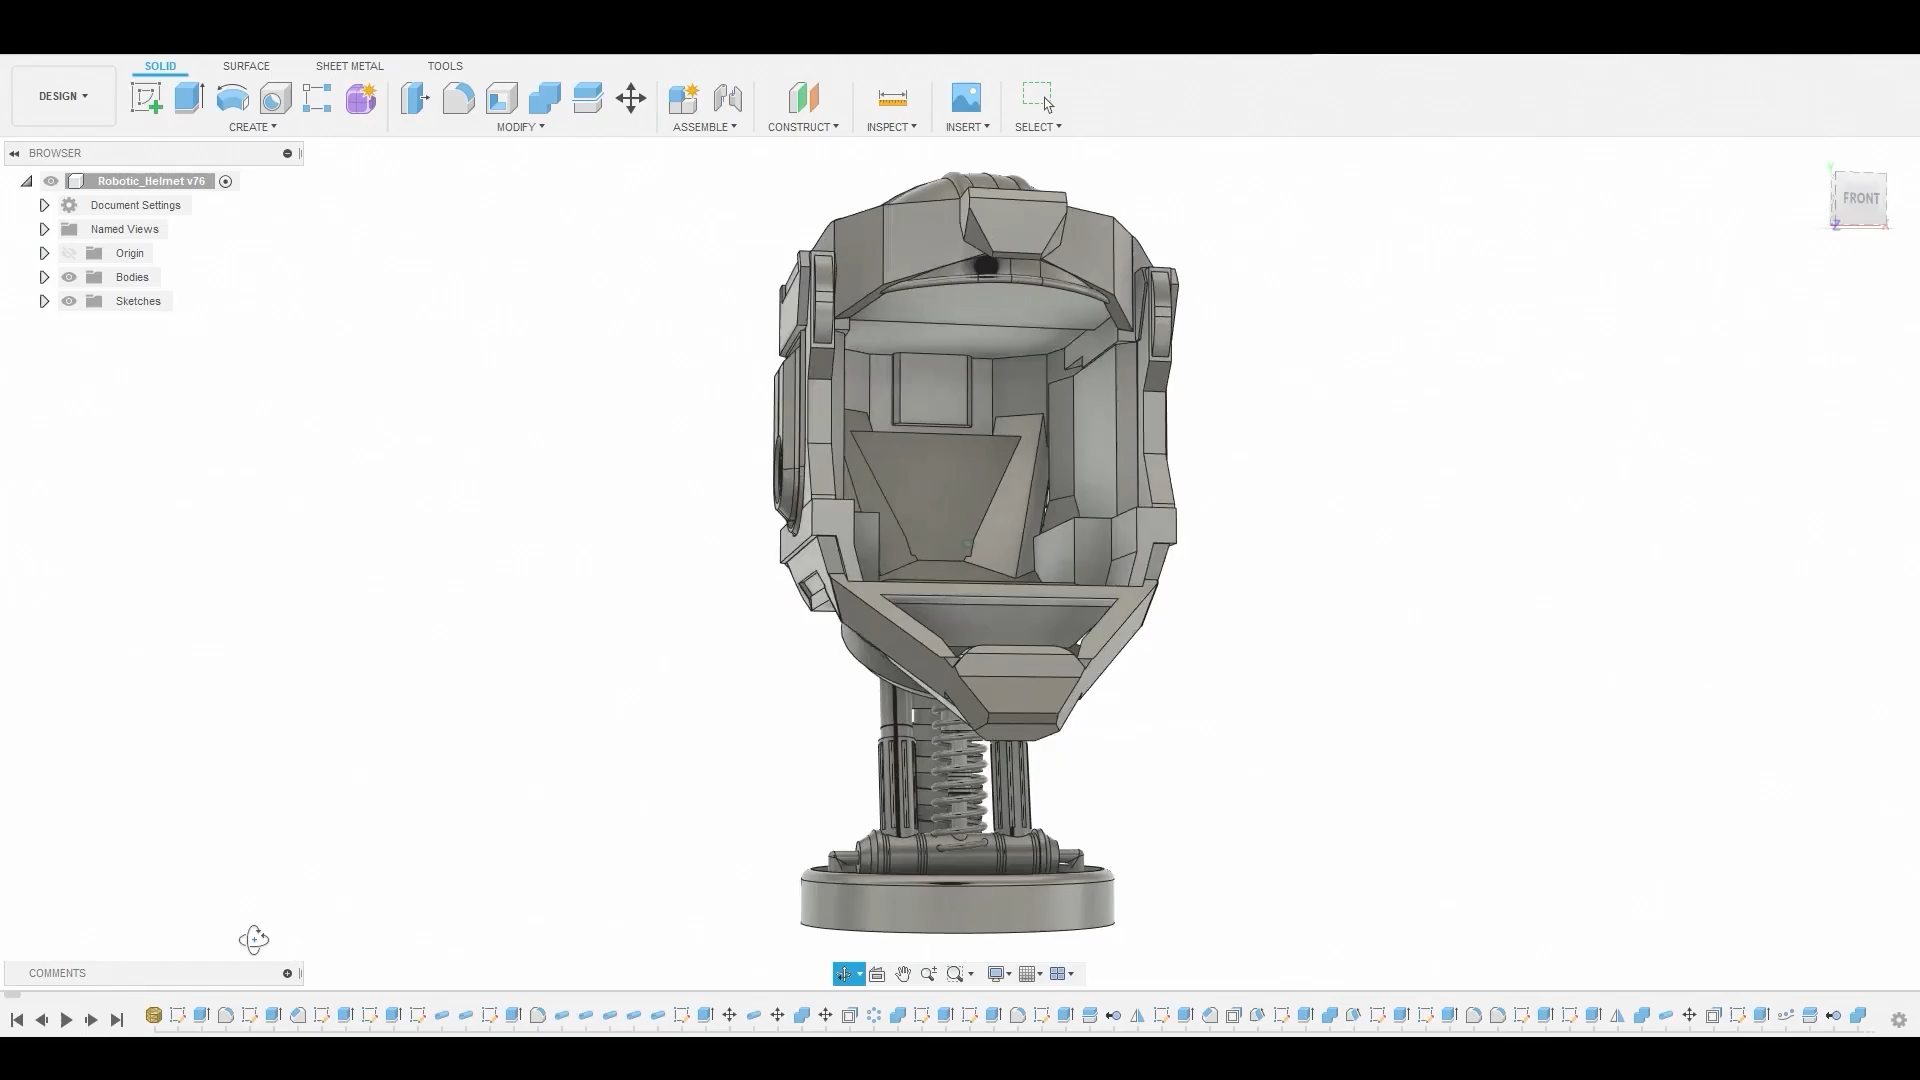 SOLID SURFACE SHEET METAL TOOLS
DESIGN
CREATE MODIFY ASSEMBLE CONSTRUCT INSPECT INSERT SELECT
BROWSER
Robotic_Helmet v76
Document Settings
Named Views
Origin
Bodies
Sketches
FRONT
Y
Z
X
COMMENTS